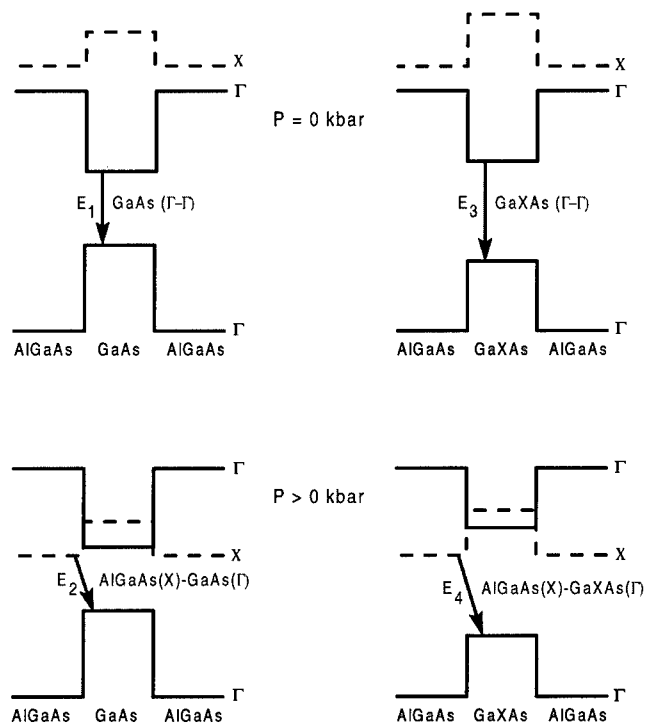 X
Γ
P = 0 kbar
E1 GaAs (Γ–Γ)
Γ
AlGaAs GaAs AlGaAs
X
Γ
E3 GaXAs (Γ–Γ)
Γ
AlGaAs GaXAs AlGaAs
Γ
P > 0 kbar
X
E2 AlGaAs(X)-GaAs(Γ)
Γ
AlGaAs GaAs AlGaAs
Γ
X
E4 AlGaAs(X)-GaXAs(Γ)
Γ
AlGaAs GaXAs AlGaAs